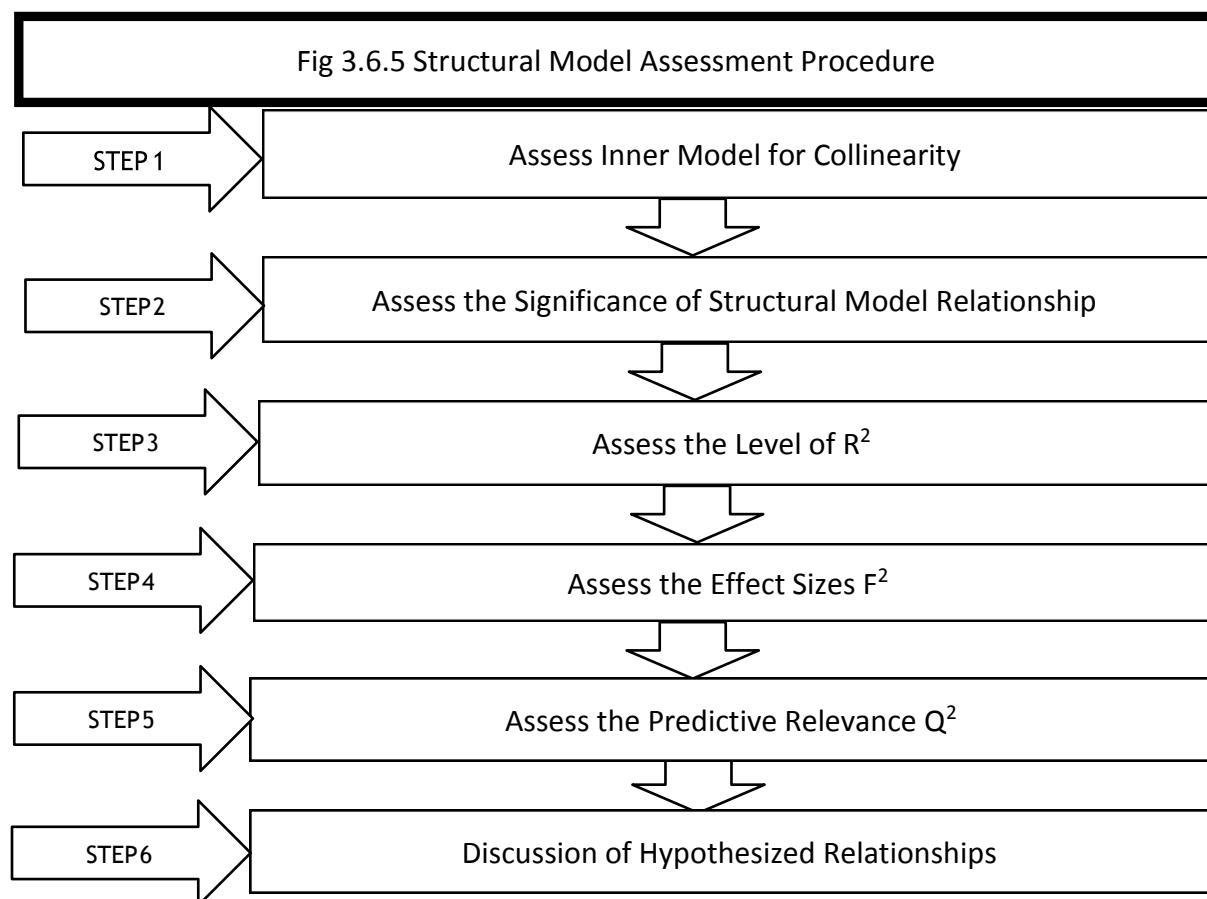 Fig 3.6.5 Structural Model Assessment Procedure
STEP 1
Assess Inner Model for Collinearity
STEP2
Assess the Significance of Structural Model Relationship
STEP3
Assess the Level of R²
STEP4
Assess the Effect Sizes F²
STEP5
Assess the Predictive Relevance Q²
STEP6
Discussion of Hypothesized Relationships